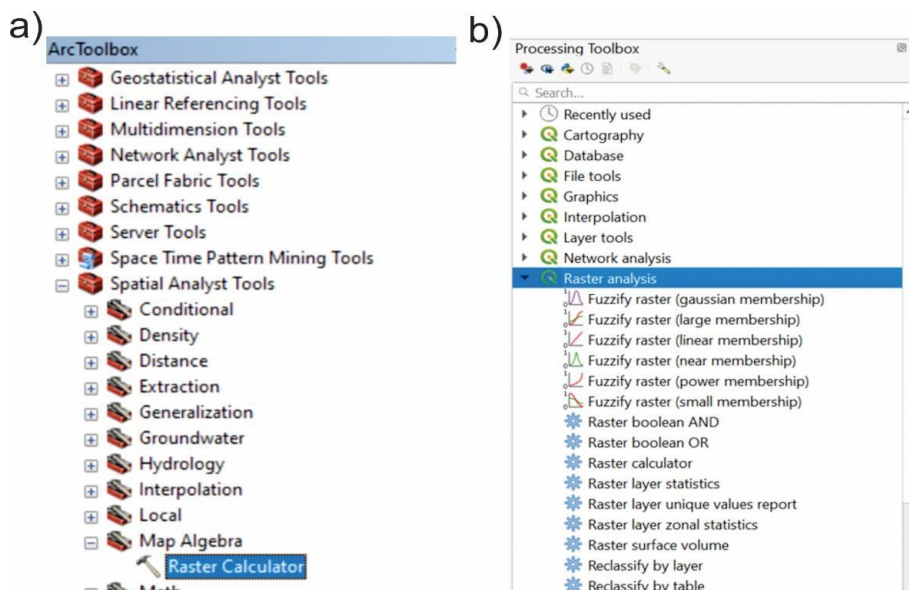 a)
ArcToolbox
Geostatistical Analyst Tools
Linear Referencing Tools
Multidimension Tools
Network Analyst Tools
Parcel Fabric Tools
Schematics Tools
Server Tools
Space Time Pattern Mining Tools
Spatial Analyst Tools
Conditional
Density
Distance
Extraction
Generalization
Groundwater
Hydrology
Interpolation
Local
Map Algebra
Raster Calculator
b)
Processing Toolbox
Search...
Recently used
Cartography
Database
File tools
Graphics
Interpolation
Layer tools
Network analysis
Raster analysis
Fuzzify raster (gaussian membership)
Fuzzify raster (large membership)
Fuzzify raster (linear membership)
Fuzzify raster (near membership)
Fuzzify raster (power membership)
Fuzzify raster (small membership)
Raster boolean AND
Raster boolean OR
Raster calculator
Raster layer statistics
Raster layer unique values report
Raster layer zonal statistics
Raster surface volume
Reclassify by layer
Reclassify by table